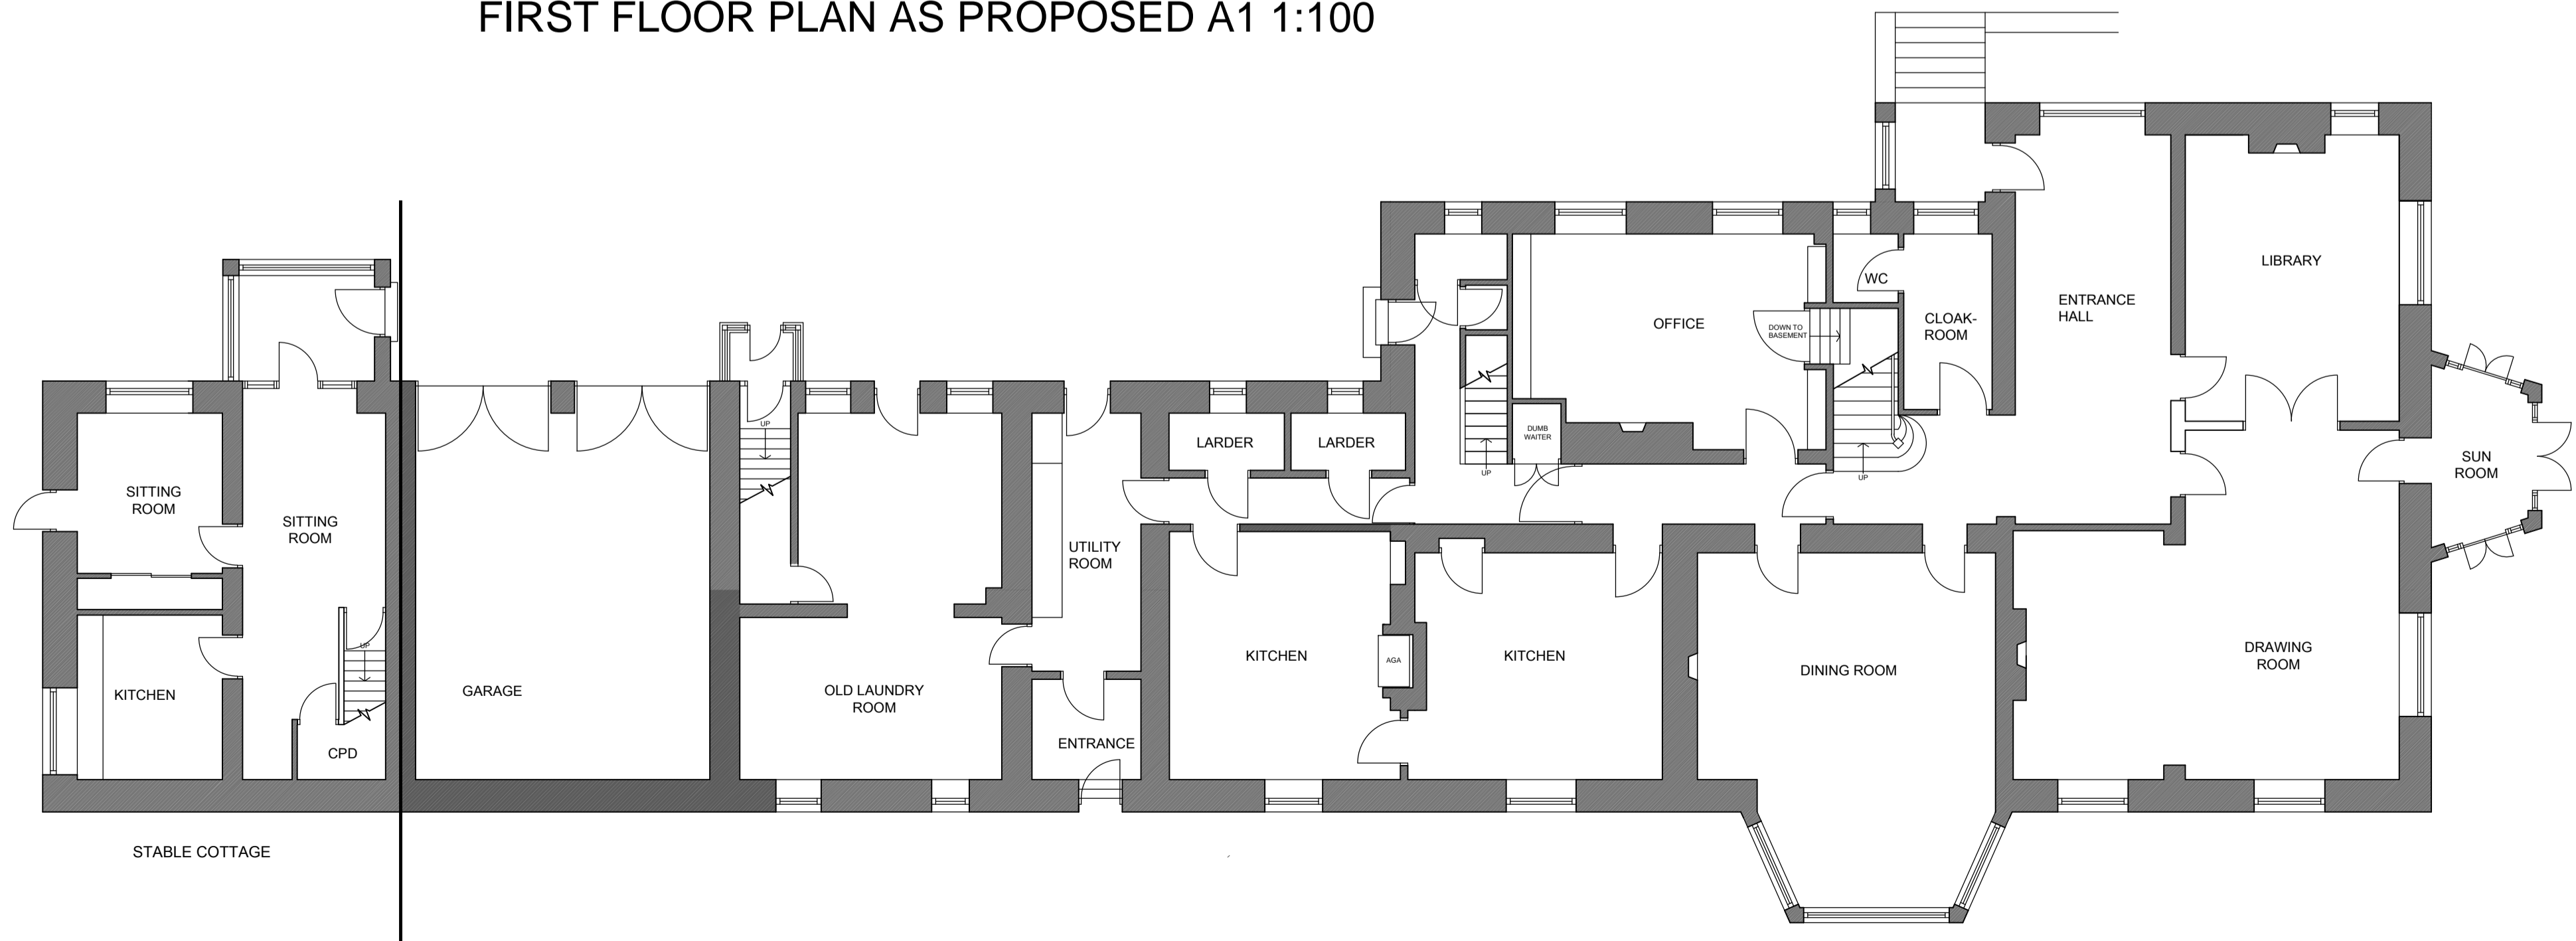 FIRST FLOOR PLAN AS PROPOSED A1 1:100
SITTING
ROOM
SITTING
ROOM
KITCHEN
UP
CPD
STABLE COTTAGE
GARAGE
UP
OLD LAUNDRY
ROOM
UTILITY
ROOM
ENTRANCE
LARDER
LARDER
KITCHEN
AGA
KITCHEN
UP
DUMB
WAITER
OFFICE
DOWN TO
BASEMENT
WC
CLOAK-
ROOM
UP
ENTRANCE
HALL
LIBRARY
SUN
ROOM
DINING ROOM
DRAWING
ROOM